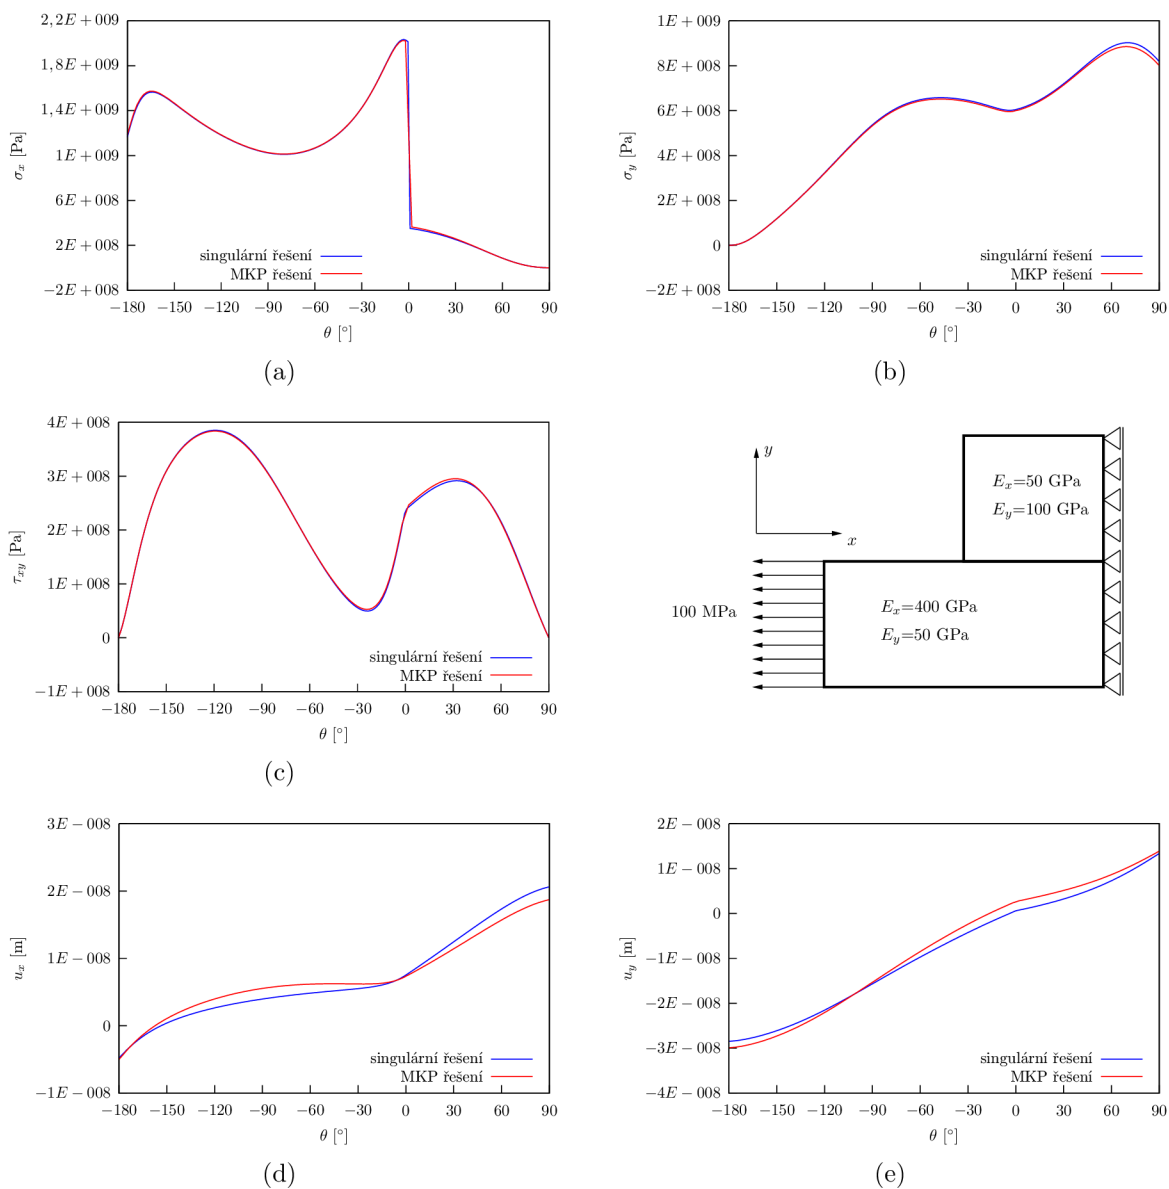 2,2E+009
1,8E+009
1,4E+009
1E+009
6E+008
2E+008
−2E+008
σx [Pa]
singulární řešení
MKP řešení
−180 −150 −120 −90 −60 −30 0 30 60 90
θ [°]
(a)
1E+009
8E+008
6E+008
4E+008
2E+008
0
−2E+008
σy [Pa]
singulární řešení
MKP řešení
−180 −150 −120 −90 −60 −30 0 30 60 90
θ [°]
(b)
4E+008
3E+008
2E+008
1E+008
0
−1E+008
τxy [Pa]
singulární řešení
MKP řešení
−180 −150 −120 −90 −60 −30 0 30 60 90
θ [°]
(c)
y
x
Ex=50 GPa
Ey=100 GPa
100 MPa
Ex=400 GPa
Ey=50 GPa
3E−008
2E−008
1E−008
0
−1E−008
ux [m]
singulární řešení
MKP řešení
−180 −150 −120 −90 −60 −30 0 30 60 90
θ [°]
(d)
2E−008
1E−008
0
−1E−008
−2E−008
−3E−008
−4E−008
uy [m]
singulární řešení
MKP řešení
−180 −150 −120 −90 −60 −30 0 30 60 90
θ [°]
(e)